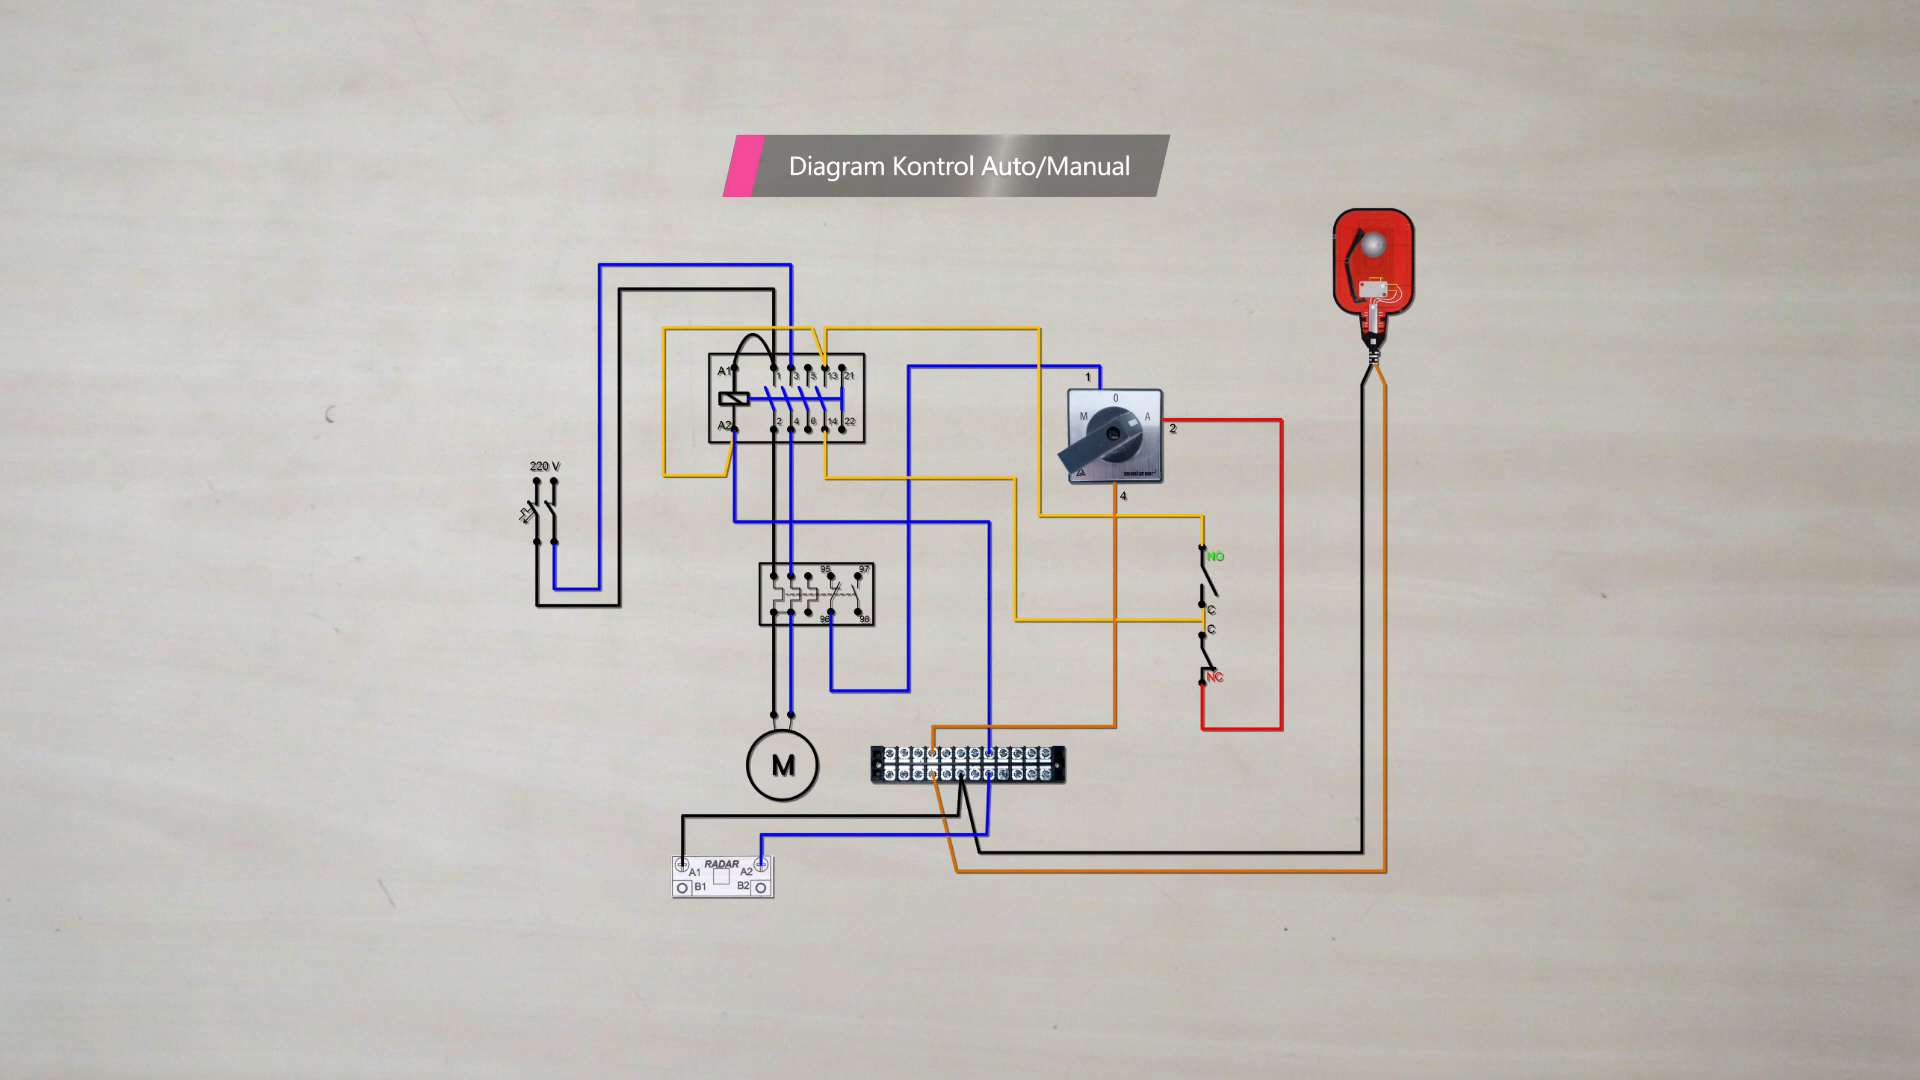 Diagram Kontrol Auto/Manual
A1
1
3
5
13
21
A2
2
4
6
14
22
1
0
M
A
2
4
220 V
NO
C
C
NC
95
97
96
98
M
RADAR
A1
A2
B1
B2